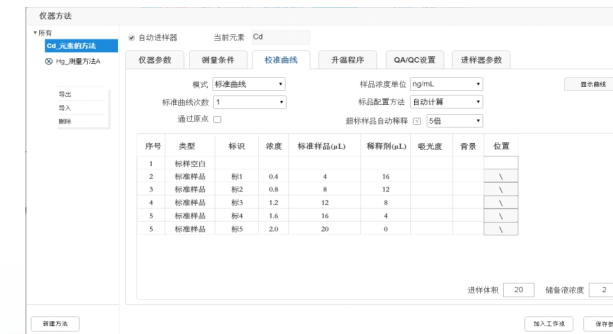 仪器方法
▾所有
Cd_元素的方法
Hg_测量方法A
导出
导入
删除
自动进样器 当前元素 Cd
仪器参数 测量条件 校准曲线 升温程序 QA/QC设置 进样器参数
模式 标准曲线 样品浓度单位 ng/mL 显示曲线
标准曲线次数 1 标品配置方法 自动计算
通过原点 超标样品自动稀释 5倍
序号 类型 标识 浓度 标准样品(μL) 稀释剂(μL) 吸光度 背景 位置
1 标样空白
2 标准样品 标1 0.4 4 16 \
3 标准样品 标2 0.8 8 12 \
4 标准样品 标3 1.2 12 8 \
5 标准样品 标4 1.6 16 4 \
5 标准样品 标5 2.0 20 0 \
进样体积 20 储备液浓度 2
新建方法 加入工作池 保存